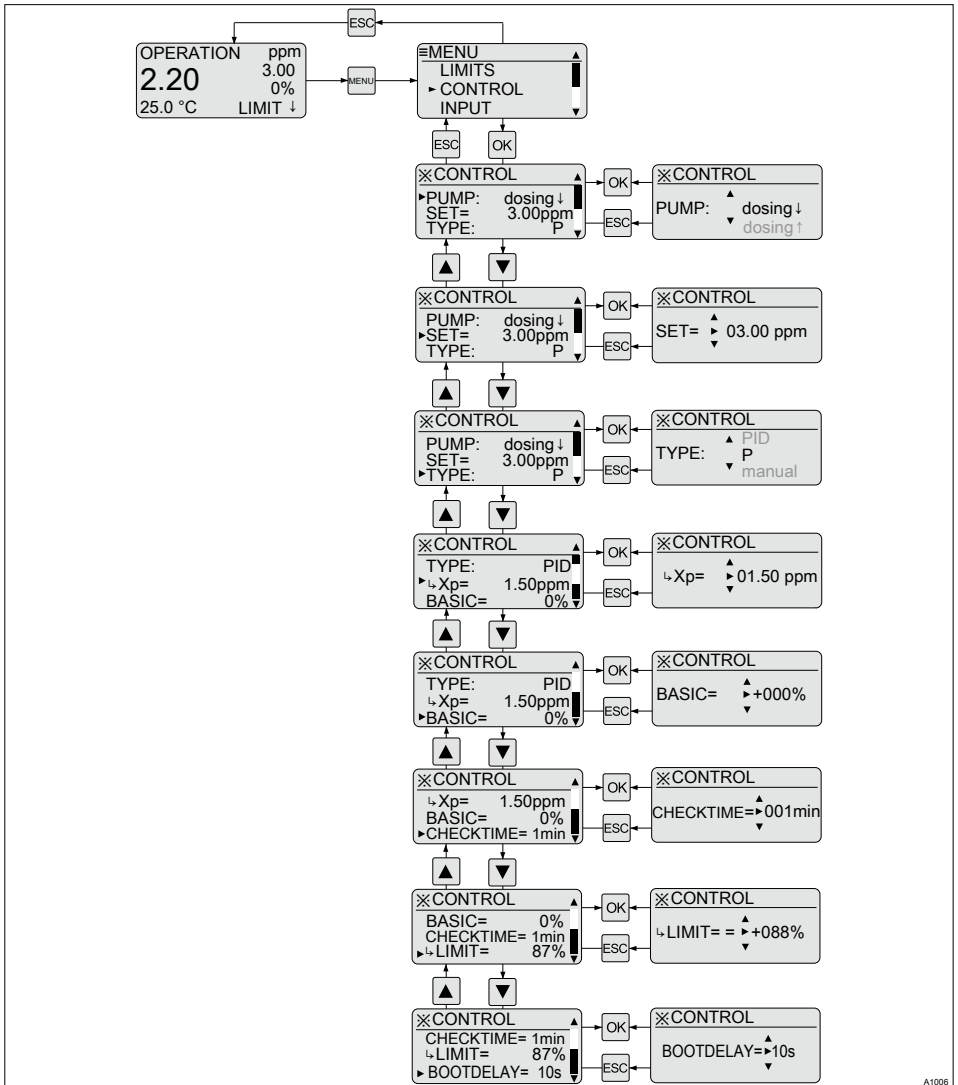 ESC
OPERATION ppm
2.20 3.00
0%
25.0 °C LIMIT ↓
MENU
≡MENU ▲
LIMITS
► CONTROL
INPUT ▼
ESC OK
※CONTROL ▲
►PUMP: dosing↓
SET= 3.00ppm
TYPE: P ▼
OK
ESC
※CONTROL
▲
PUMP: ▼ dosing↓
dosing↑
▲ ▼
※CONTROL ▲
PUMP: dosing↓
►SET= 3.00ppm
TYPE: P ▼
OK
ESC
※CONTROL
▲
SET= ► 03.00 ppm
▼
▲ ▼
※CONTROL ▲
PUMP: dosing↓
SET= 3.00ppm
►TYPE: P ▼
OK
ESC
※CONTROL
▲ PID
TYPE: P
▼ manual
▲ ▼
※CONTROL ▲
TYPE: PID
►↳Xp= 1.50ppm
BASIC= 0% ▼
OK
ESC
※CONTROL
▲
↳Xp= ►01.50 ppm
▼
▲ ▼
※CONTROL ▲
TYPE: PID
↳Xp= 1.50ppm
►BASIC= 0% ▼
OK
ESC
※CONTROL
▲
BASIC= ►+000%
▼
▲ ▼
※CONTROL ▲
↳Xp= 1.50ppm
BASIC= 0%
►CHECKTIME= 1min ▼
OK
ESC
※CONTROL
▲
CHECKTIME=►001min
▼
▲ ▼
※CONTROL ▲
BASIC= 0%
CHECKTIME= 1min
►↳LIMIT= 87% ▼
OK
ESC
※CONTROL
▲
↳LIMIT= = ►+088%
▼
▲ ▼
※CONTROL ▲
CHECKTIME= 1min
↳LIMIT= 87%
► BOOTDELAY= 10s ▼
OK
ESC
※CONTROL
▲
BOOTDELAY=►10s
▼
A1006